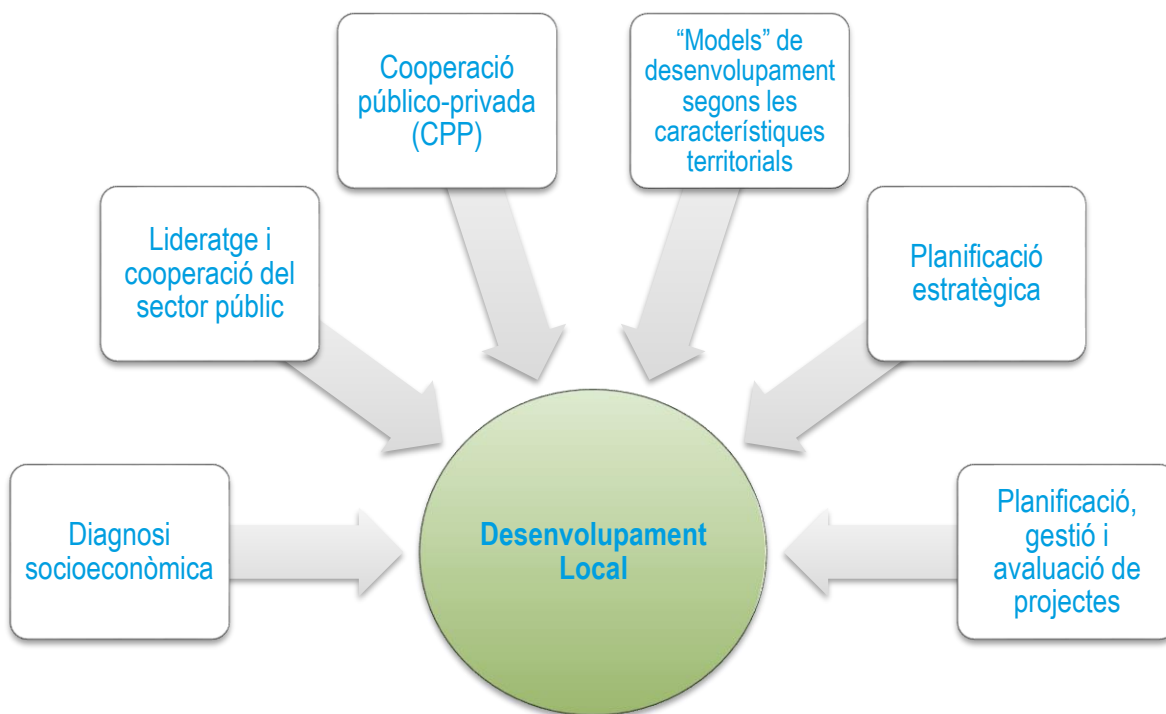 Cooperació
público-privada
(CPP)
“Models” de
desenvolupament
segons les
característiques
territorials
Lideratge i
cooperació del
sector públic
Planificació
estratègica
Diagnosi
socioeconòmica
Desenvolupament
Local
Planificació,
gestió i
avaluació de
projectes